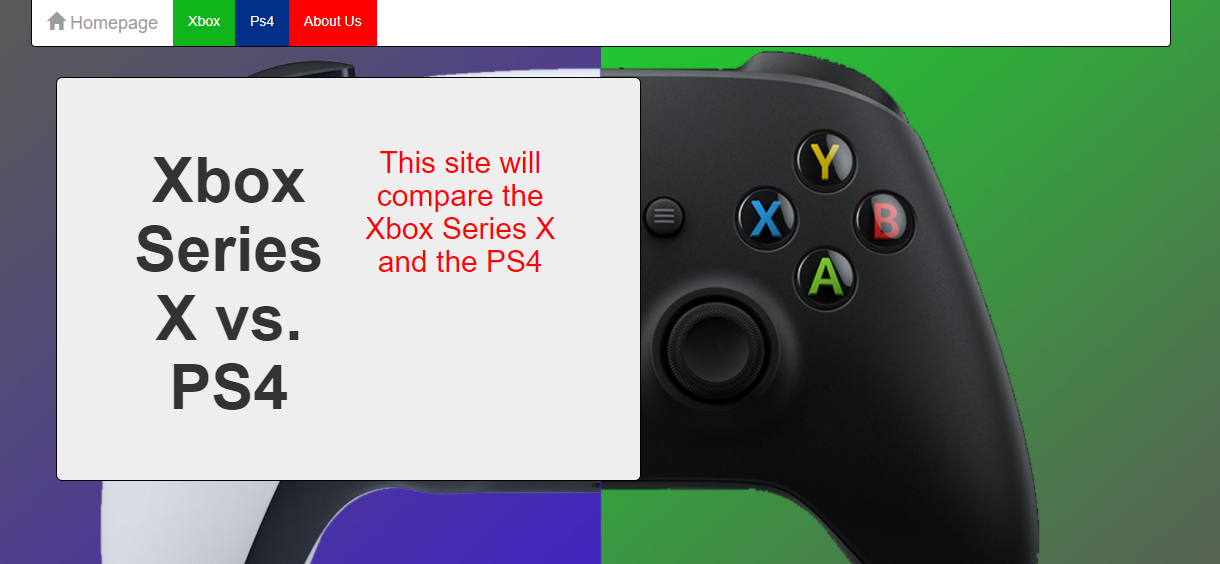 Homepage Xbox Ps4 About Us
Xbox
Series
X vs.
PS4
This site will
compare the
Xbox Series X
and the PS4
Y
X
B
A